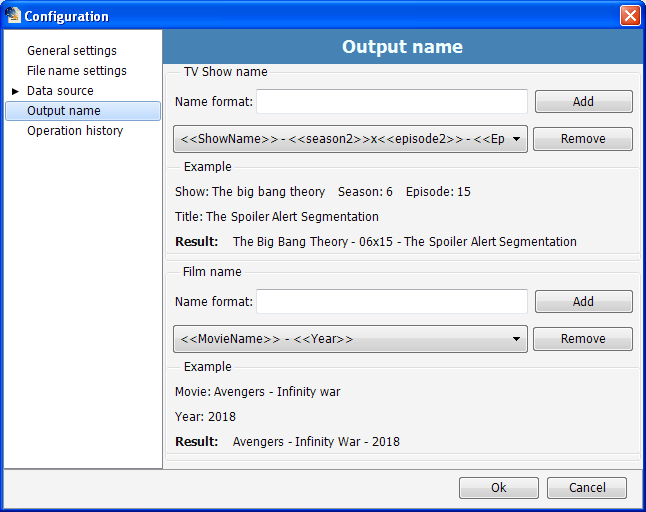 Configuration
General settings
File name settings
Data source
Output name
Operation history
Output name
TV Show name
Name format:
Add
<<ShowName>> - <<season2>>x<<episode2>> - <<Ep
Remove
Example
Show: The big bang theory Season: 6 Episode: 15
Title: The Spoiler Alert Segmentation
Result: The Big Bang Theory - 06x15 - The Spoiler Alert Segmentation
Film name
Name format:
Add
<<MovieName>> - <<Year>>
Remove
Example
Movie: Avengers - Infinity war
Year: 2018
Result: Avengers - Infinity War - 2018
Ok
Cancel